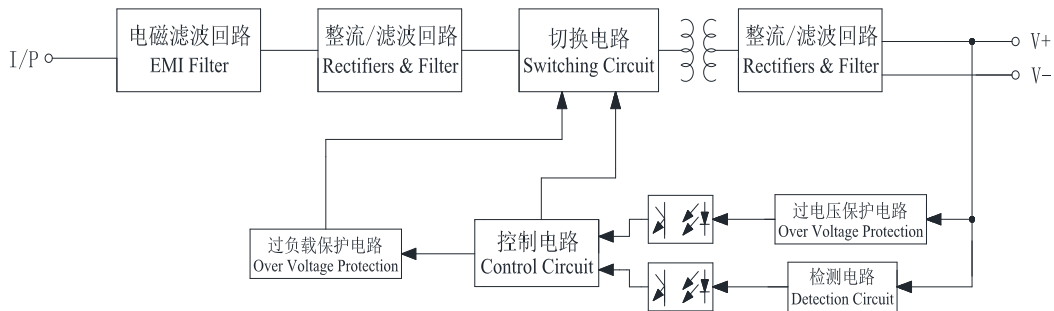 I/P
电磁滤波回路
EMI Filter
整流/滤波回路
Rectifiers & Filter
切换电路
Switching Circuit
整流/滤波回路
Rectifiers & Filter
V+
V-
过负载保护电路
Over Voltage Protection
控制电路
Control Circuit
过电压保护电路
Over Voltage Protection
检测电路
Detection Circuit